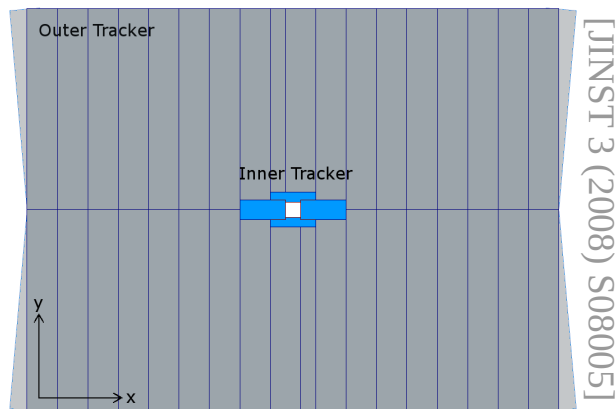 Outer Tracker
Inner Tracker
y
x
[JINST 3 (2008) S08005]